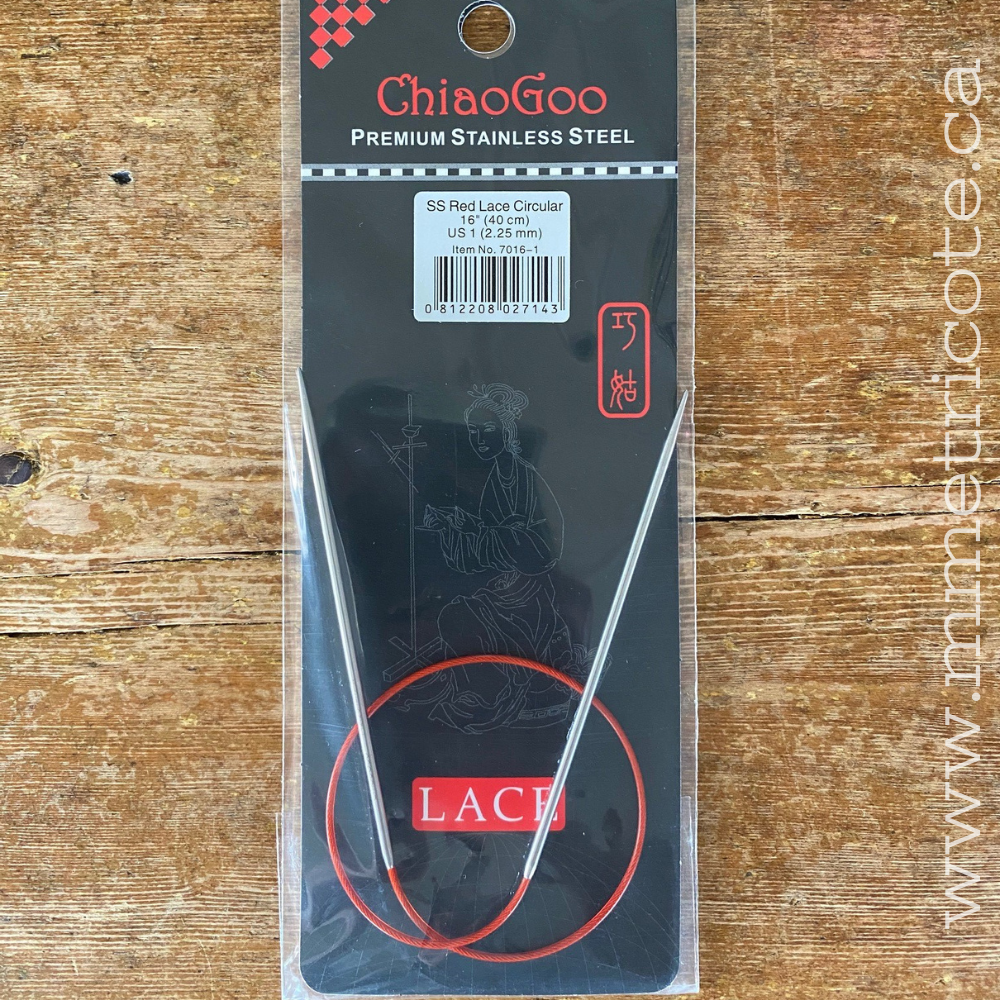 ChiaoGoo
PREMIUM STAINLESS STEEL
SS Red Lace Circular
16" (40 cm)
US 1 (2.25 mm)
Item No. 7016-1
0 812208 027143
巧
姑
LACE
www.mmmeuricote.ca